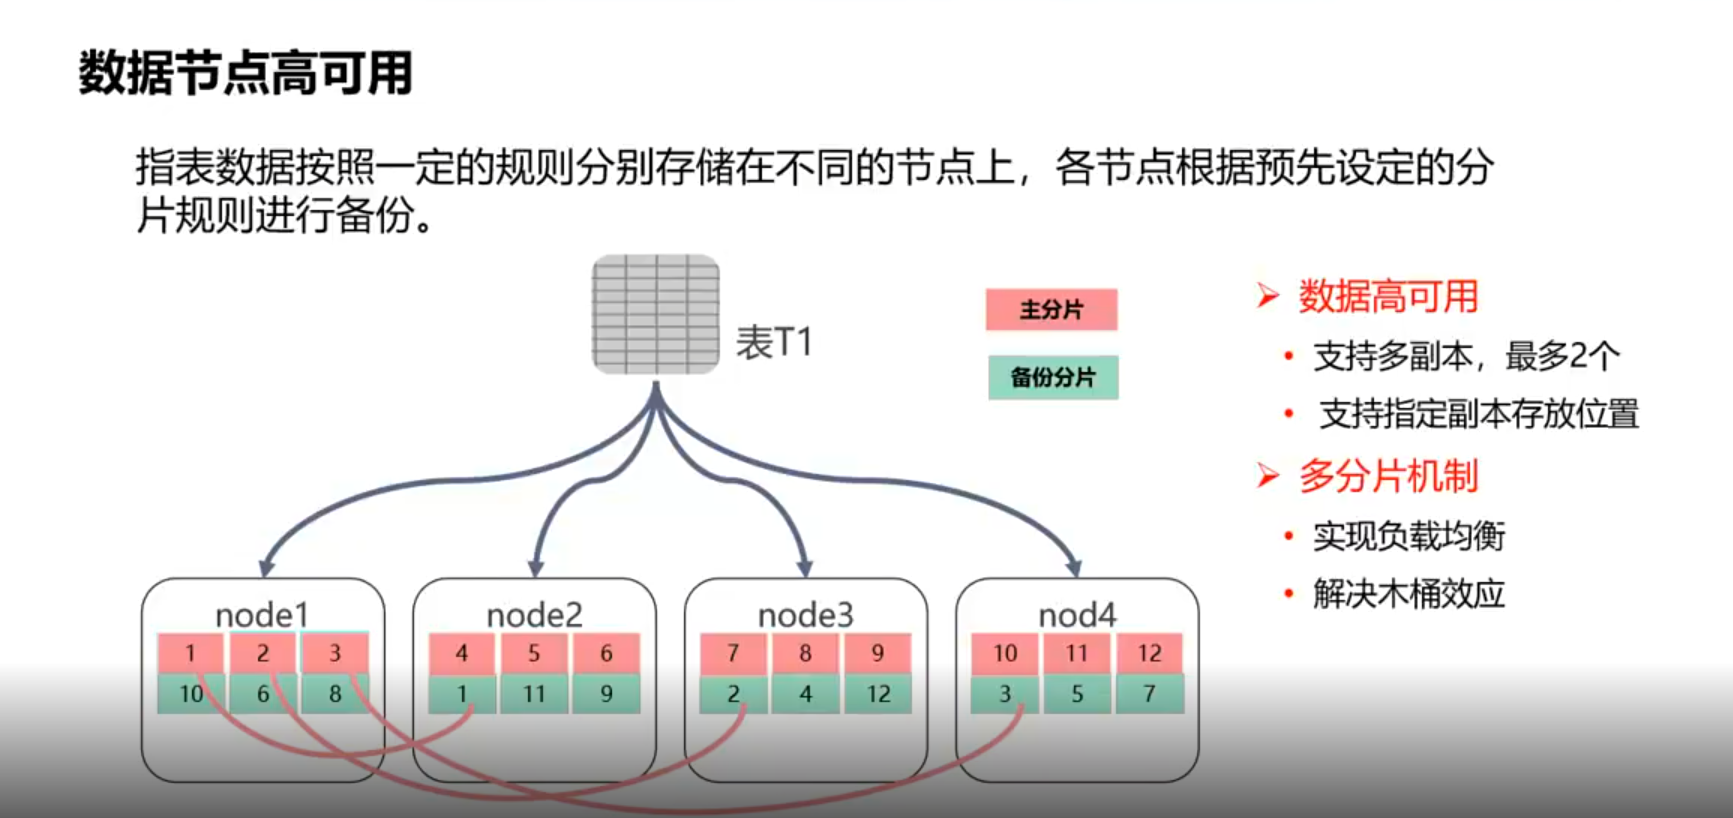 数据节点高可用
指表数据按照一定的规则分别存储在不同的节点上，各节点根据预先设定的分
片规则进行备份。
表T1
主分片
备份分片
数据高可用
支持多副本，最多2个
支持指定副本存放位置
多分片机制
实现负载均衡
解决木桶效应
node1
1 2 3
10 6 8
node2
4 5 6
1 11 9
node3
7 8 9
2 4 12
nod4
10 11 12
3 5 7